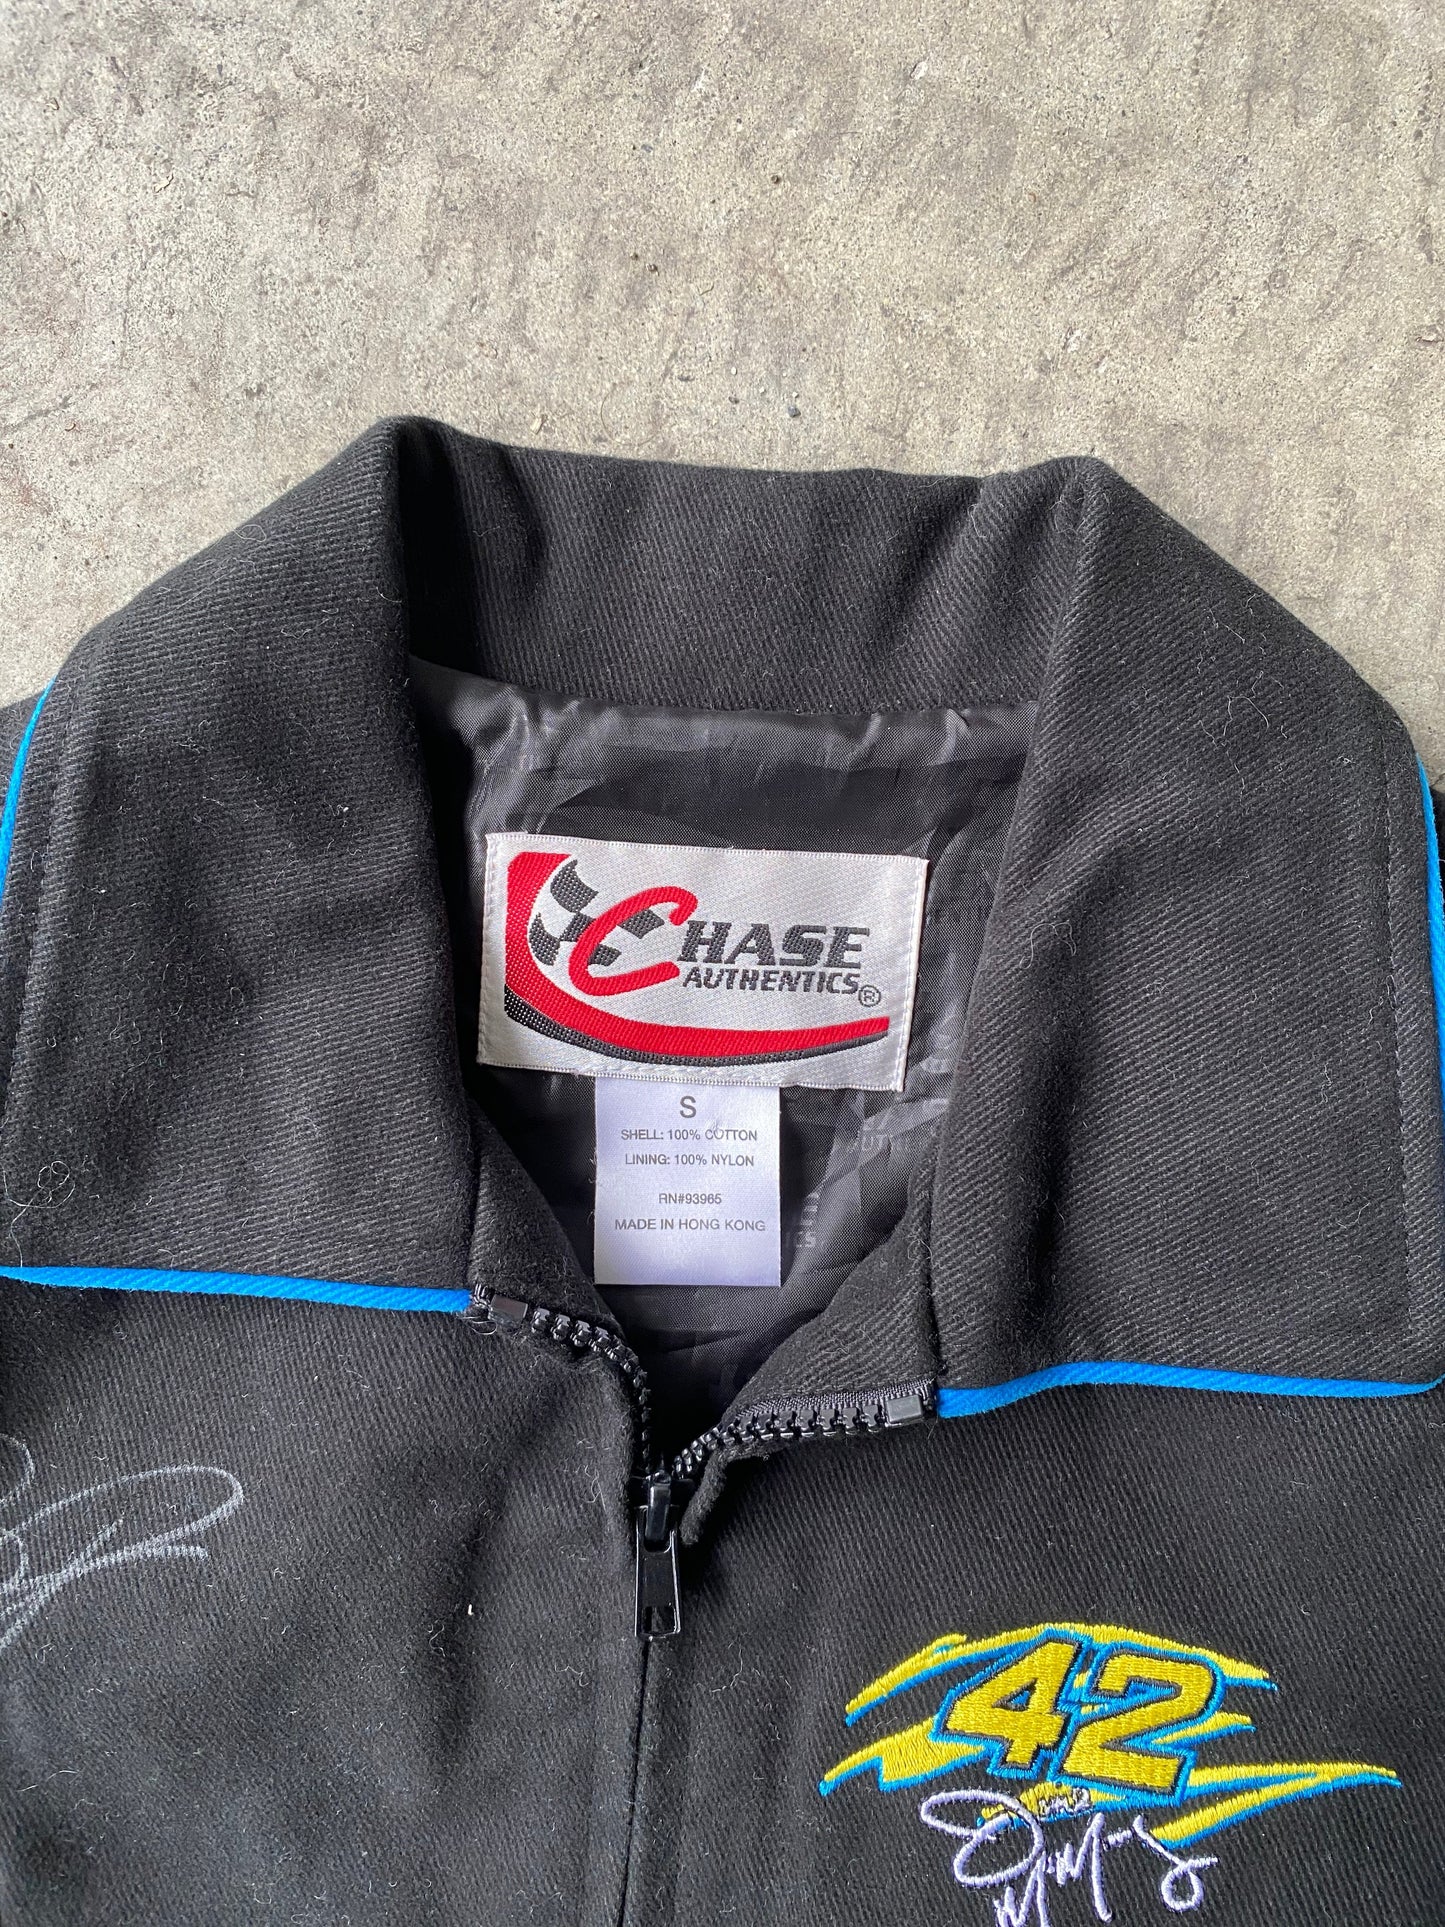 CHASE
AUTHENTICS®
S
SHELL: 100% COTTON
LINING: 100% NYLON
RN#93965
MADE IN HONG KONG
42